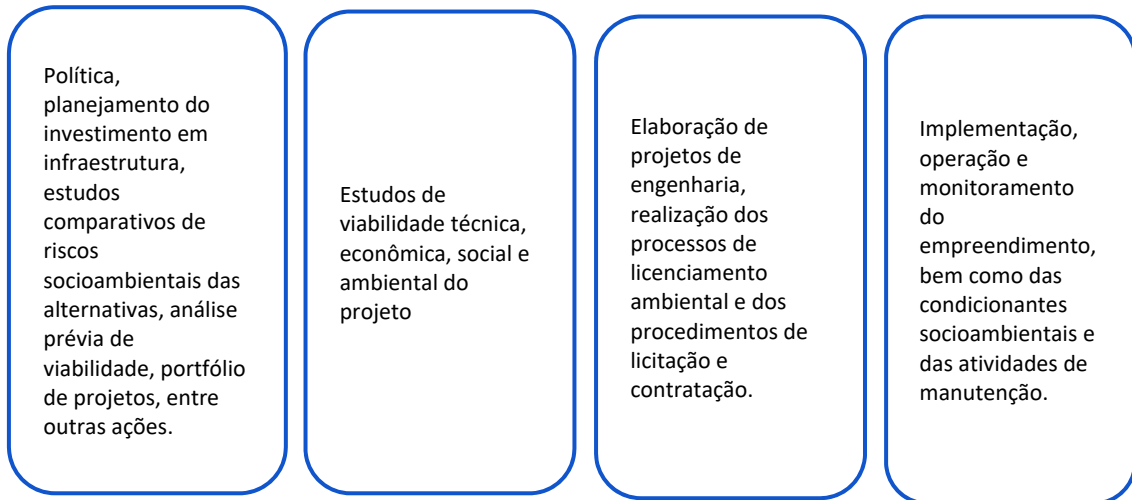 Política,
planejamento do
investimento em
infraestrutura,
estudos
comparativos de
riscos
socioambientais das
alternativas, análise
prévia de
viabilidade, portfólio
de projetos, entre
outras ações.
Estudos de
viabilidade técnica,
econômica, social e
ambiental do
projeto
Elaboração de
projetos de
engenharia,
realização dos
processos de
licenciamento
ambiental e dos
procedimentos de
licitação e
contratação.
Implementação,
operação e
monitoramento
do
empreendimento,
bem como das
condicionantes
socioambientais e
das atividades de
manutenção.